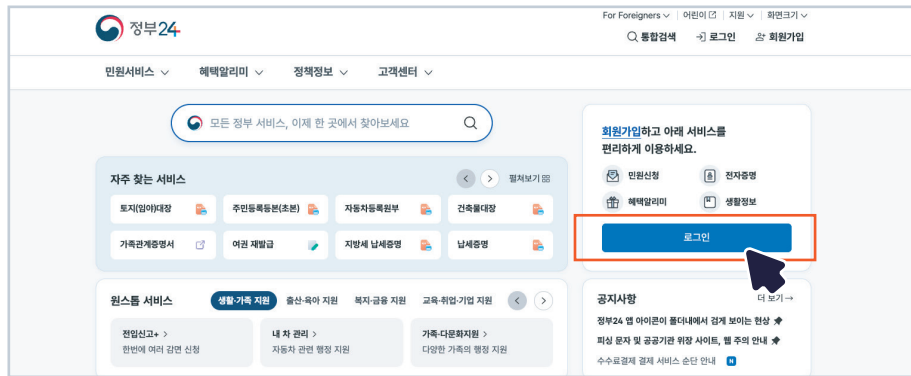 For Foreigners 어린이 지원 화면크기
정부24
통합검색 로그인 회원가입
민원서비스 혜택알리미 정책정보 고객센터
모든 정부 서비스, 이제 한 곳에서 찾아보세요
회원가입하고 아래 서비스를
편리하게 이용하세요.
민원신청 전자증명
혜택알리미 생활정보
로그인
자주 찾는 서비스 펼쳐보기
토지(임야)대장 주민등록등본(초본) 자동차등록원부 건축물대장
가족관계증명서 여권 재발급 지방세 납세증명 납세증명
원스톱 서비스 생활·가족 지원 출산·육아 지원 복지·금융 지원 교육·취업·기업 지원
전입신고+ 내 차 관리 가족·다문화지원
한번에 여러 감면 신청 자동차 관련 행정 지원 다양한 가족의 행정 지원
공지사항 더 보기
정부24 앱 아이콘이 폴더내에서 검게 보이는 현상
피싱 문자 및 공공기관 위장 사이트, 웹 주의 안내
수수료결제 결제 서비스 순단 안내 N